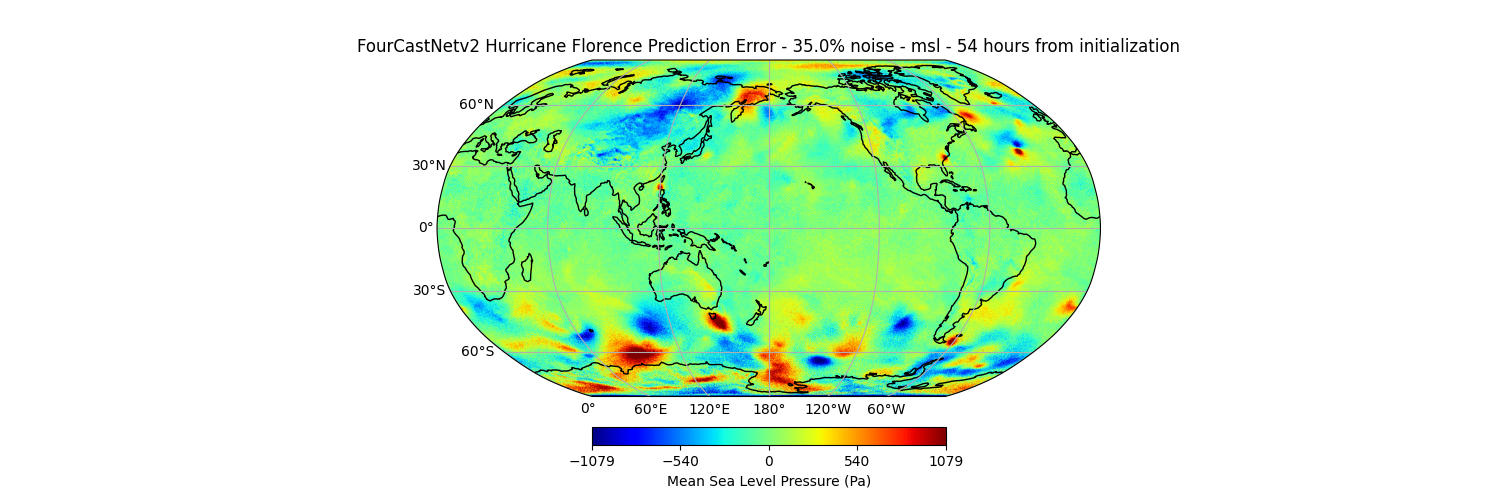 FourCastNetv2 Hurricane Florence Prediction Error - 35.0% noise - msl - 54 hours from initialization
60°N
30°N
0°
30°S
60°S
0° 60°E 120°E 180° 120°W 60°W
−1079 −540 0 540 1079
Mean Sea Level Pressure (Pa)